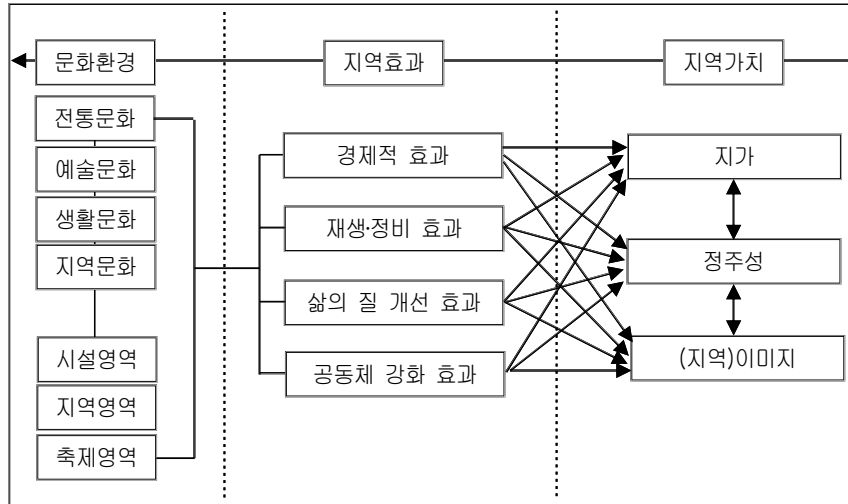 문화환경
지역효과
지역가치
전통문화
예술문화
생활문화
지역문화
시설영역
지역영역
축제영역
경제적 효과
재생·정비 효과
삶의 질 개선 효과
공동체 강화 효과
지가
정주성
(지역)이미지